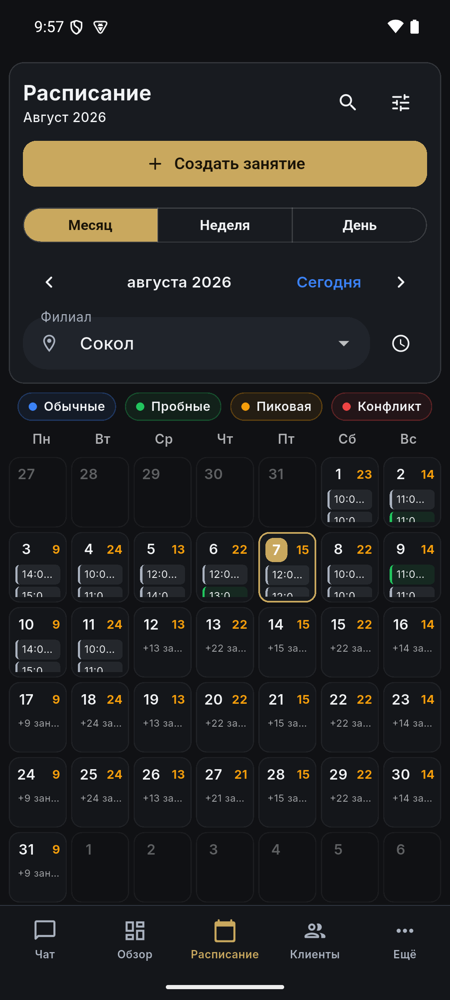 9:57
Расписание
Август 2026
Создать занятие
Месяц Неделя День
августа 2026 Сегодня
Филиал
Сокол
Обычные Пробные Пиковая Конфликт
Пн Вт Ср Чт Пт Сб Вс
27 28 29 30 31 1 23 2 14
10:0... 11:0...
10:0 11:0
3 9 4 24 5 13 6 22 7 15 8 22 9 14
14:0... 10:0... 12:0... 12:0... 12:0... 10:0... 11:0...
15:0 11:0 14:0 13:0 12:0 10:0 11:0
10 9 11 24 12 13 13 22 14 15 15 22 16 14
14:0... 10:0... +13 за... +22 за... +15 за... +22 за... +14 за...
15:0 11:0
17 9 18 24 19 13 20 22 21 15 22 22 23 14
+9 зан... +24 за... +13 за... +22 за... +15 за... +22 за... +14 за...
24 9 25 24 26 13 27 21 28 15 29 22 30 14
+9 зан... +24 за... +13 за... +21 за... +15 за... +22 за... +14 за...
31 9 1 2 3 4 5 6
+9 зан...
Чат Обзор Расписание Клиенты Ещё